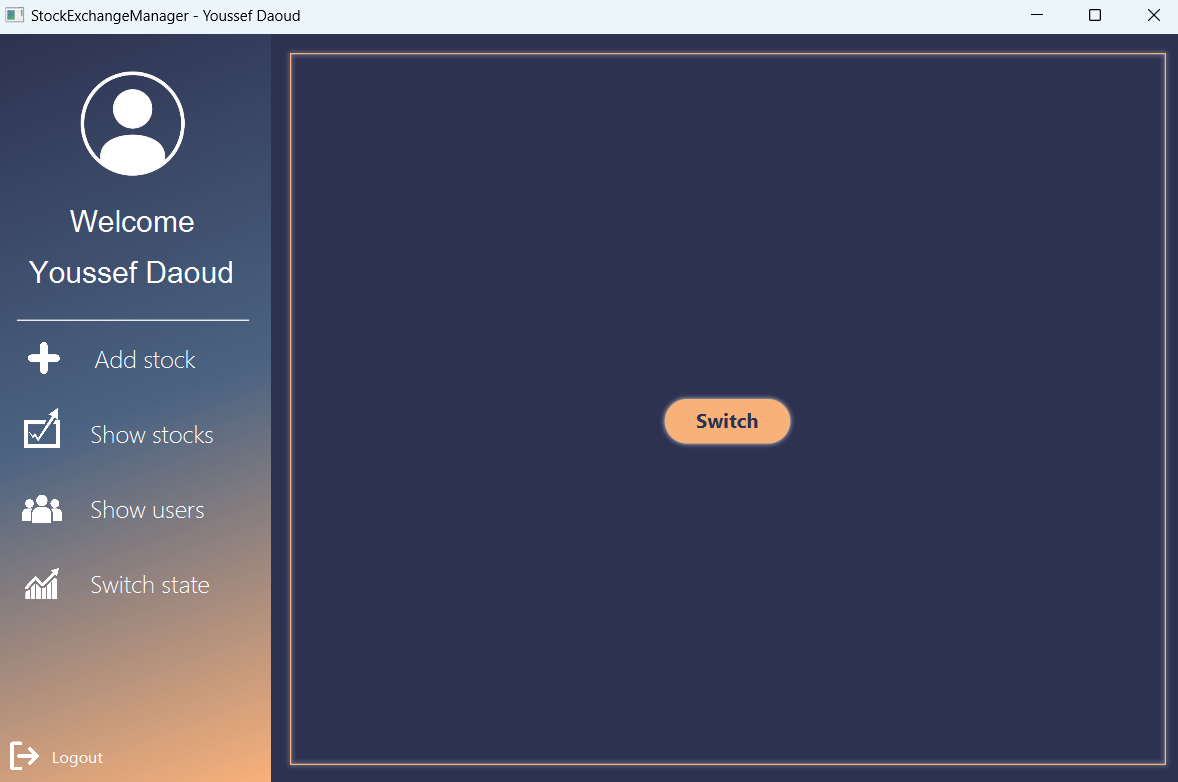 StockExchangeManager - Youssef Daoud
Welcome
Youssef Daoud
Add stock
Show stocks
Show users
Switch state
Logout
Switch